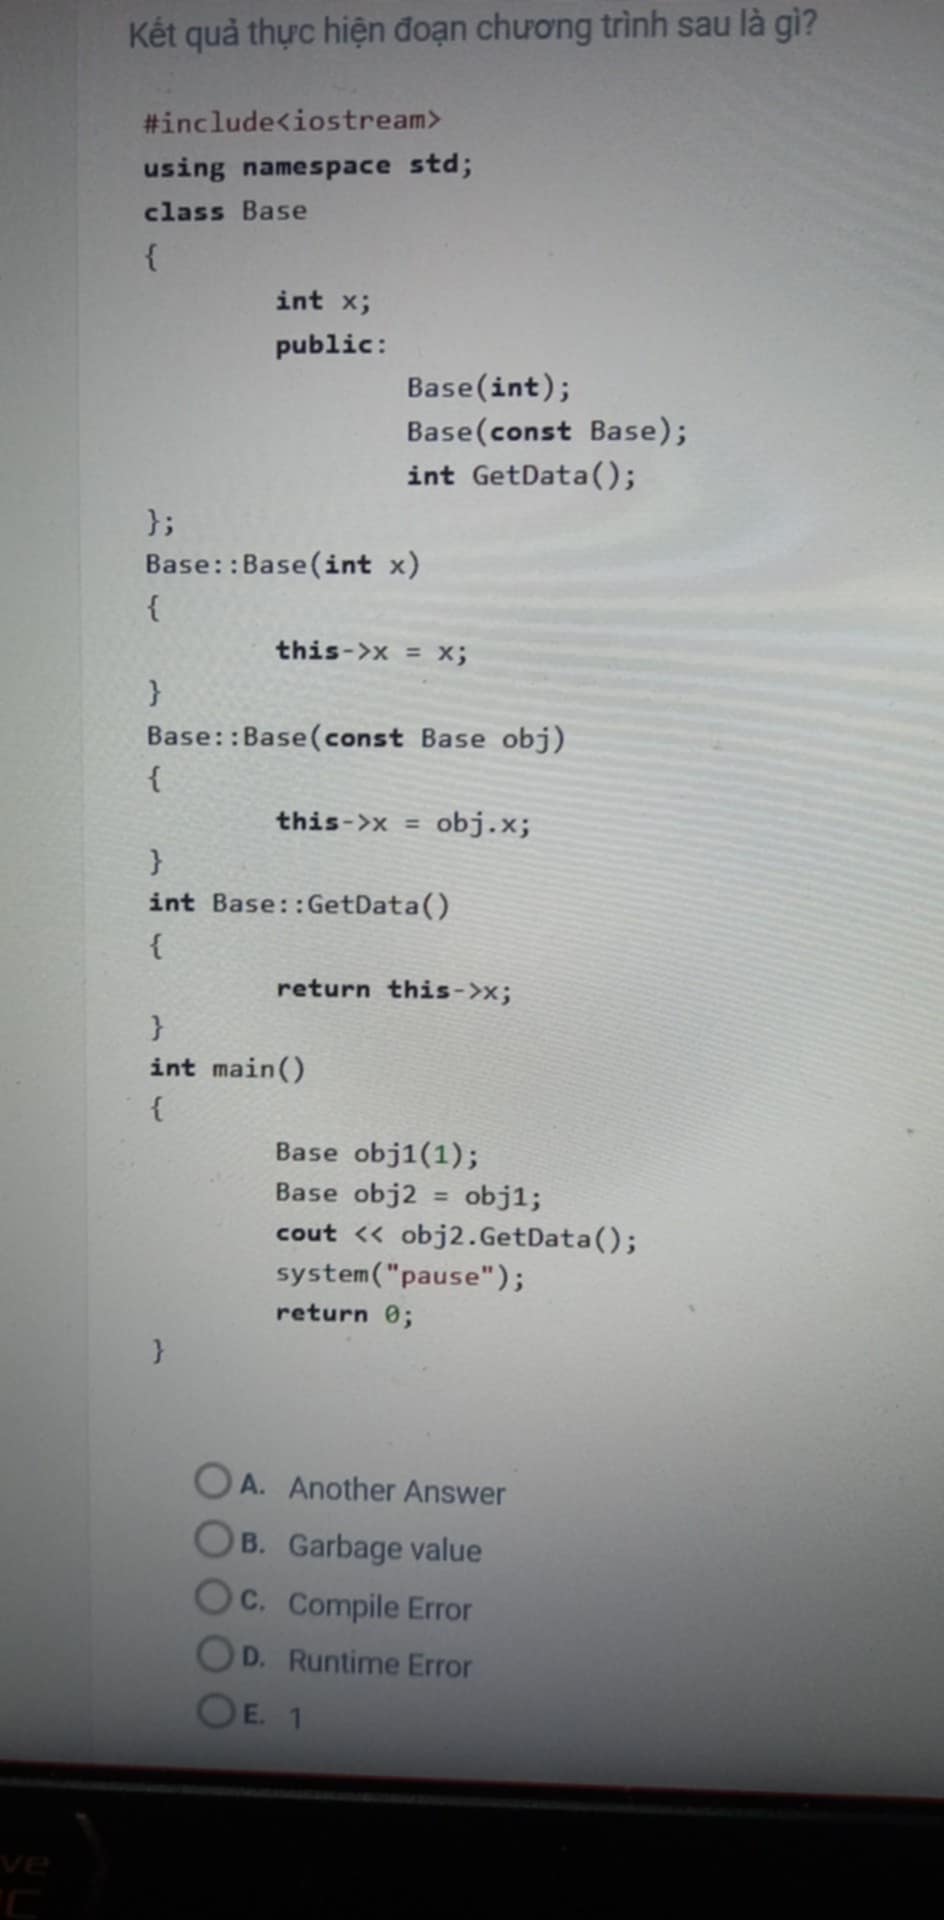 Kết quả thực hiện đoạn chương trình sau là gì?
#include<iostream>
using namespace std;
class Base
{
int x;
public:
Base(int);
Base(const Base);
int GetData();
};
Base::Base(int x)
{
this->x = x;
}
Base::Base(const Base obj)
{
this->x = obj.x;
}
int Base::GetData()
{
return this->x;
}
int main()
{
Base obj1(1);
Base obj2 = obj1;
cout << obj2.GetData();
system("pause");
return 0;
}
A. Another Answer
B. Garbage value
C. Compile Error
D. Runtime Error
E. 1